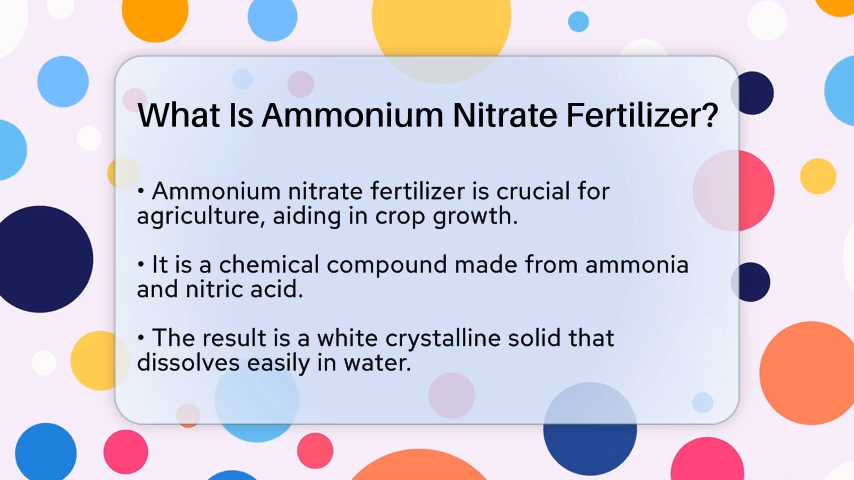 What Is Ammonium Nitrate Fertilizer?
• Ammonium nitrate fertilizer is crucial for
agriculture, aiding in crop growth.
• It is a chemical compound made from ammonia
and nitric acid.
• The result is a white crystalline solid that
dissolves easily in water.